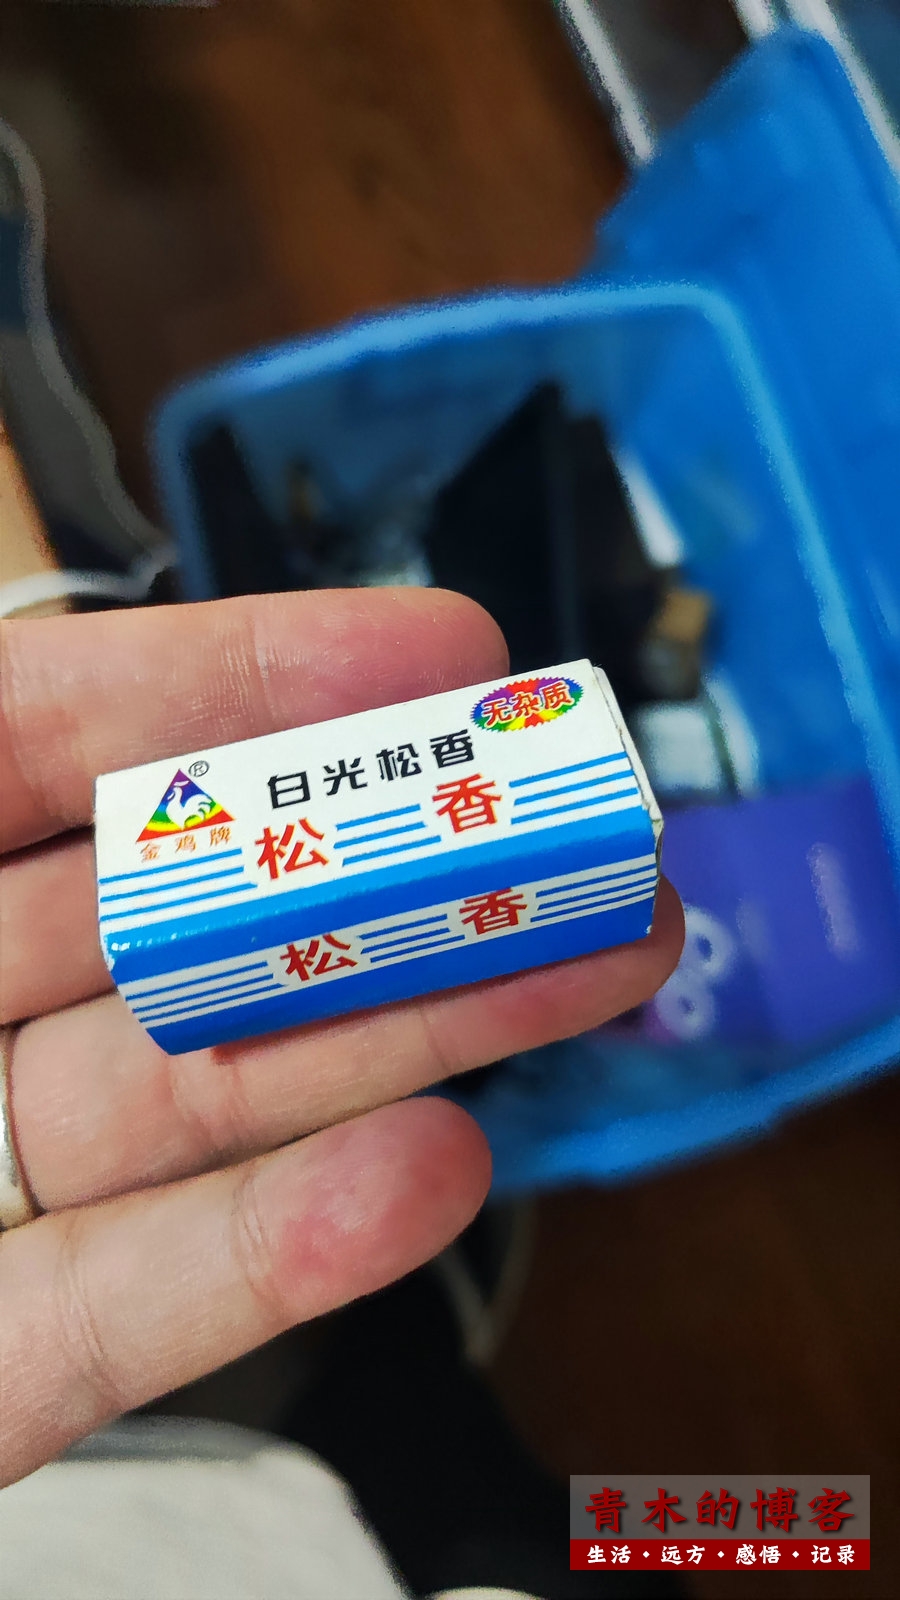 无杂质
®
白光松香
金鸡牌
松香
松香
青木的博客
生活·远方·感悟·记录